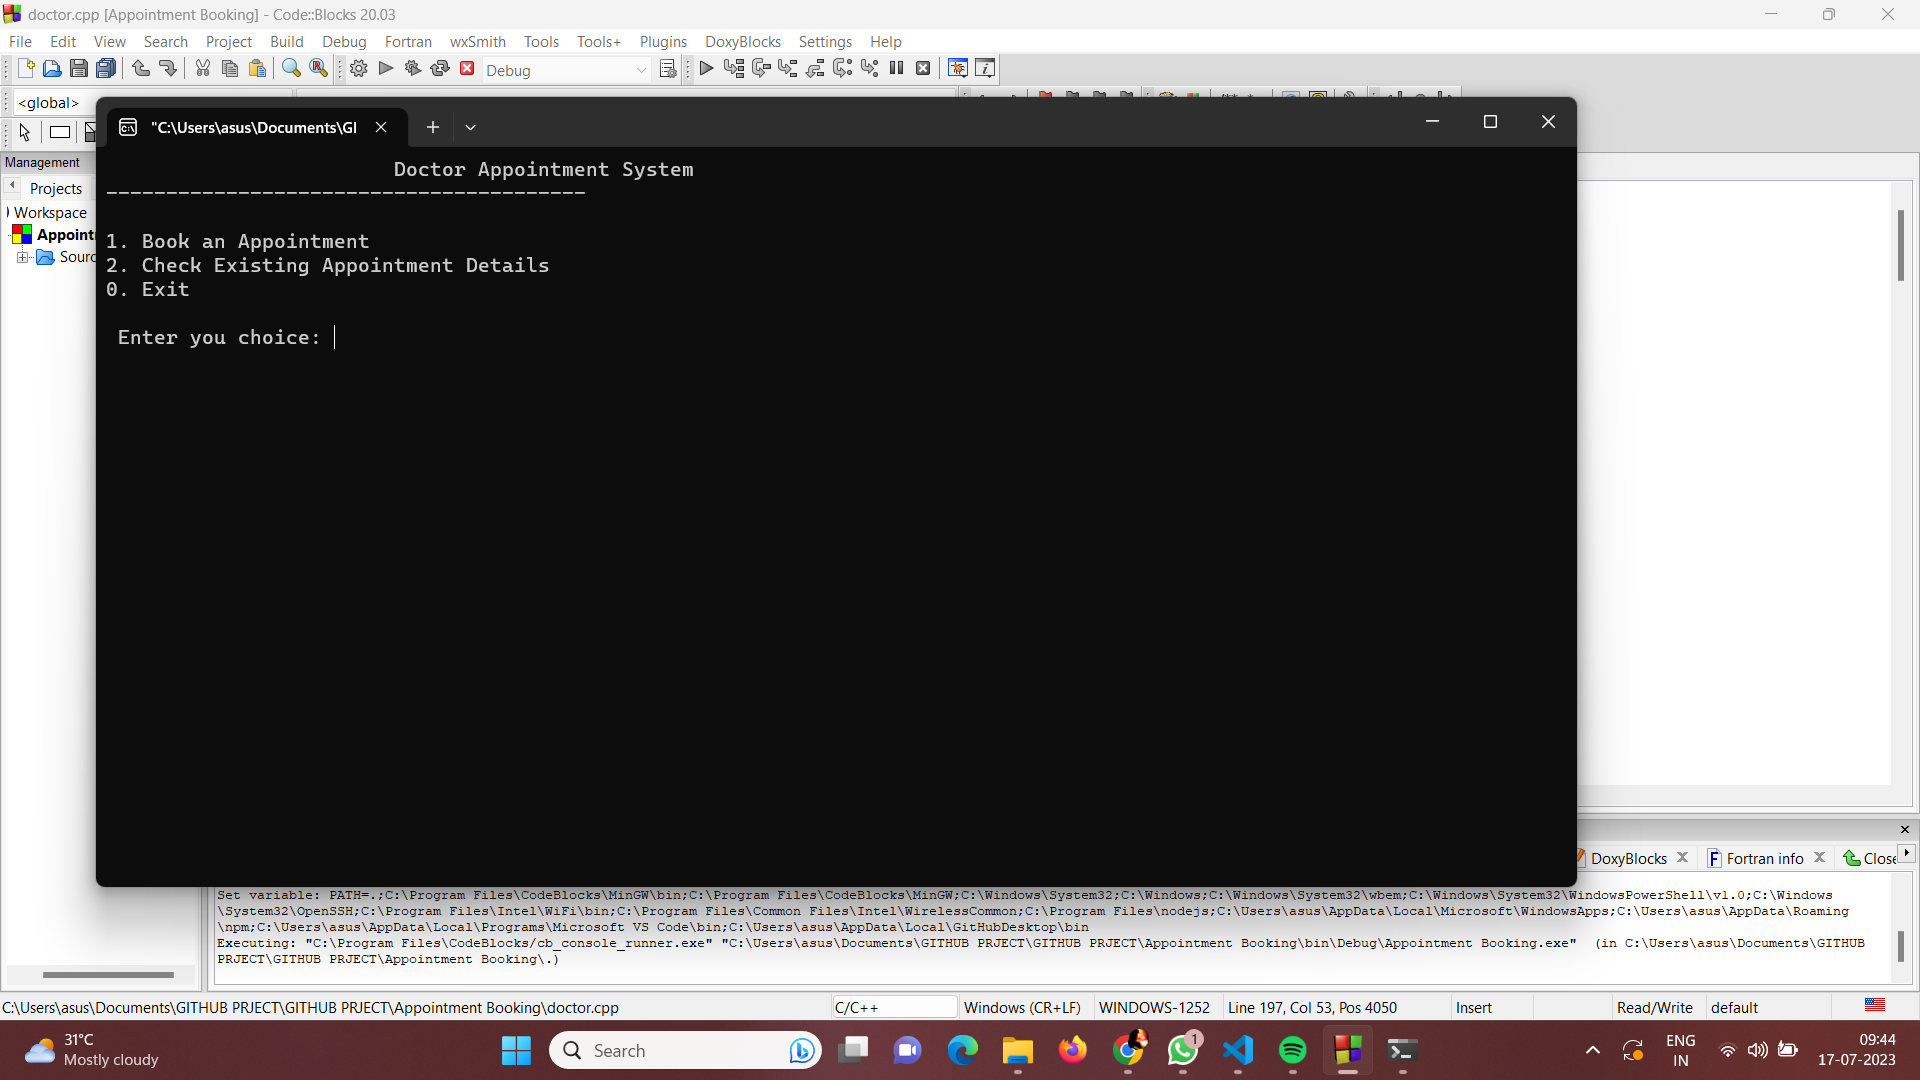 doctor.cpp [Appointment Booking] - Code::Blocks 20.03
File Edit View Search Project Build Debug Fortran wxSmith Tools Tools+ Plugins DoxyBlocks Settings Help
Debug
<global>
"C:\Users\asus\Documents\GI
Management
Projects
Workspace
Appoint
Sourc
Doctor Appointment System
----------------------------------------
1. Book an Appointment
2. Check Existing Appointment Details
0. Exit
Enter you choice:
DoxyBlocks
Fortran info
Close
Set variable: PATH=.;C:\Program Files\CodeBlocks\MinGW\bin;C:\Program Files\CodeBlocks\MinGW;C:\Windows\System32;C:\Windows;C:\Windows\System32\wbem;C:\Windows\System32\WindowsPowerShell\v1.0;C:\Windows
\System32\OpenSSH;C:\Program Files\Intel\WiFi\bin;C:\Program Files\Common Files\Intel\WirelessCommon;C:\Program Files\nodejs;C:\Users\asus\AppData\Local\Microsoft\WindowsApps;C:\Users\asus\AppData\Roaming
\npm;C:\Users\asus\AppData\Local\Programs\Microsoft VS Code\bin;C:\Users\asus\AppData\Local\GitHubDesktop\bin
Executing: "C:\Program Files\CodeBlocks/cb_console_runner.exe" "C:\Users\asus\Documents\GITHUB PRJECT\GITHUB PRJECT\Appointment Booking\bin\Debug\Appointment Booking.exe" (in C:\Users\asus\Documents\GITHUB
PRJECT\GITHUB PRJECT\Appointment Booking\.)
C:\Users\asus\Documents\GITHUB PRJECT\GITHUB PRJECT\Appointment Booking\doctor.cpp C/C++ Windows (CR+LF) WINDOWS-1252 Line 197, Col 53, Pos 4050 Insert Read/Write default
31°C
Mostly cloudy
Search
1
ENG
IN
09:44
17-07-2023